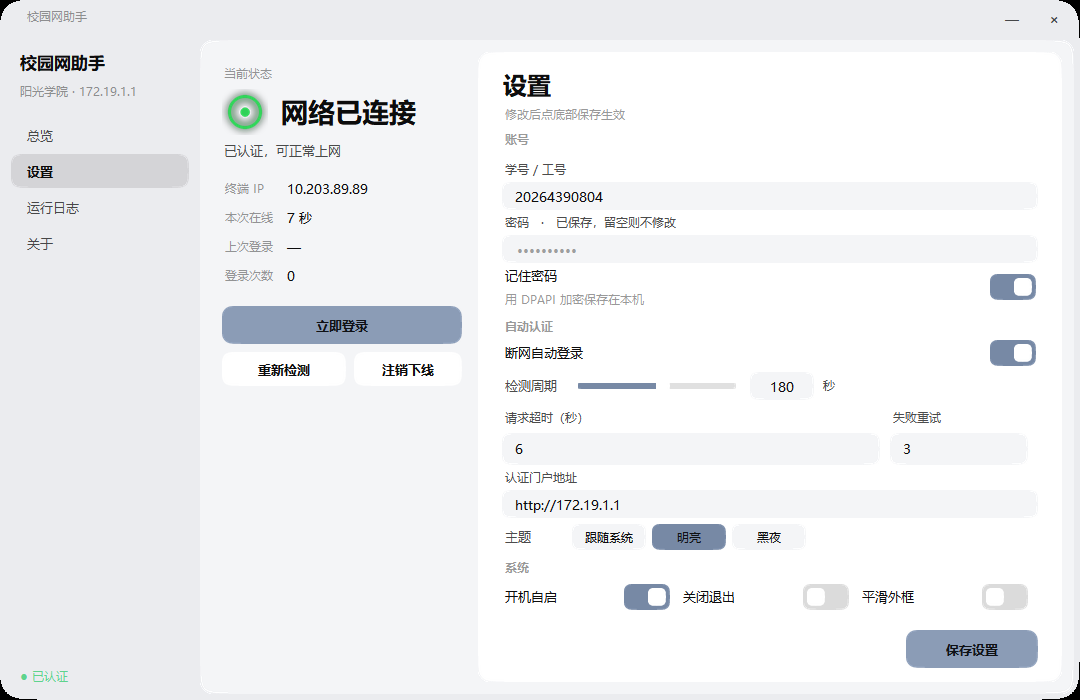 校园网助手
— ×
校园网助手
阳光学院 · 172.19.1.1
总览
设置
运行日志
关于
● 已认证
当前状态
网络已连接
已认证，可正常上网
终端 IP 10.203.89.89
本次在线 7 秒
上次登录 —
登录次数 0
立即登录
重新检测 注销下线
设置
修改后点底部保存生效
账号
学号 / 工号
20264390804
密码 · 已保存，留空则不修改
••••••••••
记住密码
用 DPAPI 加密保存在本机
自动认证
断网自动登录
检测周期 180 秒
请求超时（秒） 失败重试
6 3
认证门户地址
http://172.19.1.1
主题 跟随系统 明亮 黑夜
系统
开机自启 关闭退出 平滑外框
保存设置